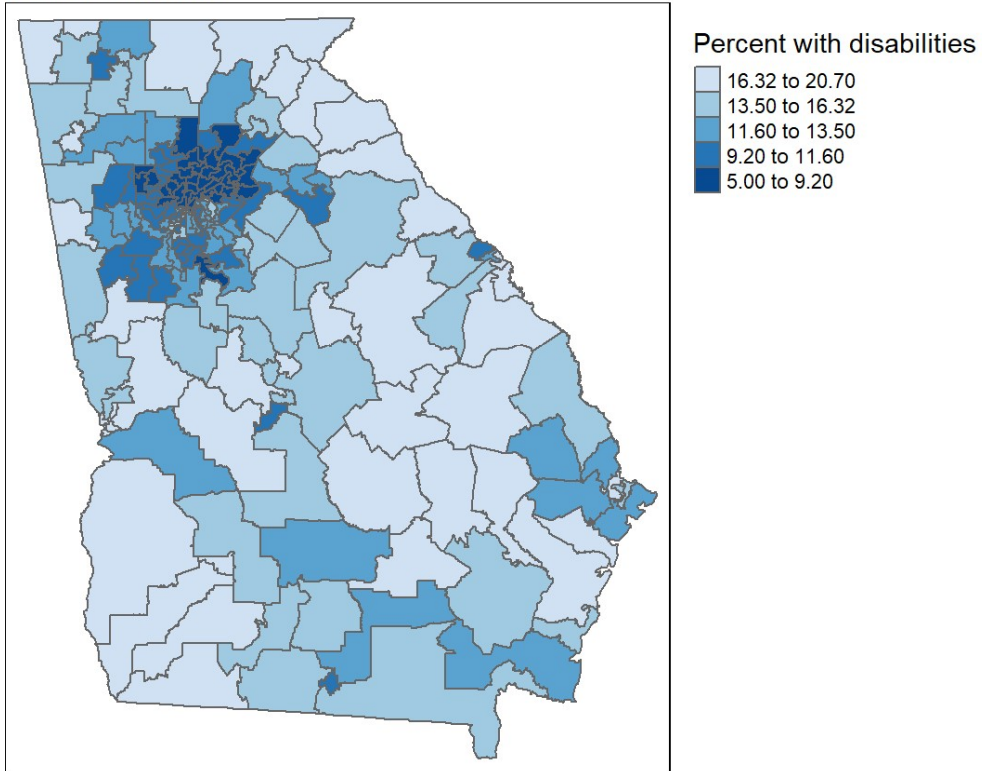 Percent with disabilities
16.32 to 20.70
13.50 to 16.32
11.60 to 13.50
9.20 to 11.60
5.00 to 9.20